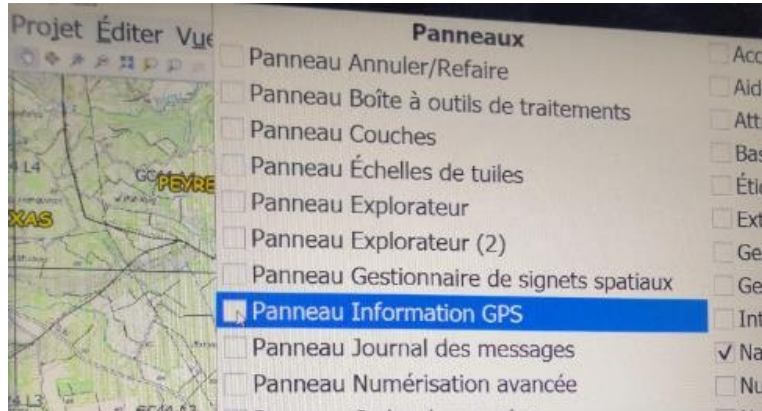 Projet Éditer Vue
Panneaux
Panneau Annuler/Refaire
Panneau Boîte à outils de traitements
Panneau Couches
Panneau Échelles de tuiles
Panneau Explorateur
Panneau Explorateur (2)
Panneau Gestionnaire de signets spatiaux
Panneau Information GPS
Panneau Journal des messages
Panneau Numérisation avancée
Acc
Aid
Att
Bas
Étic
Ext
Ge
Ge
Int
Na
Nu
L4
PEYRE
XAS